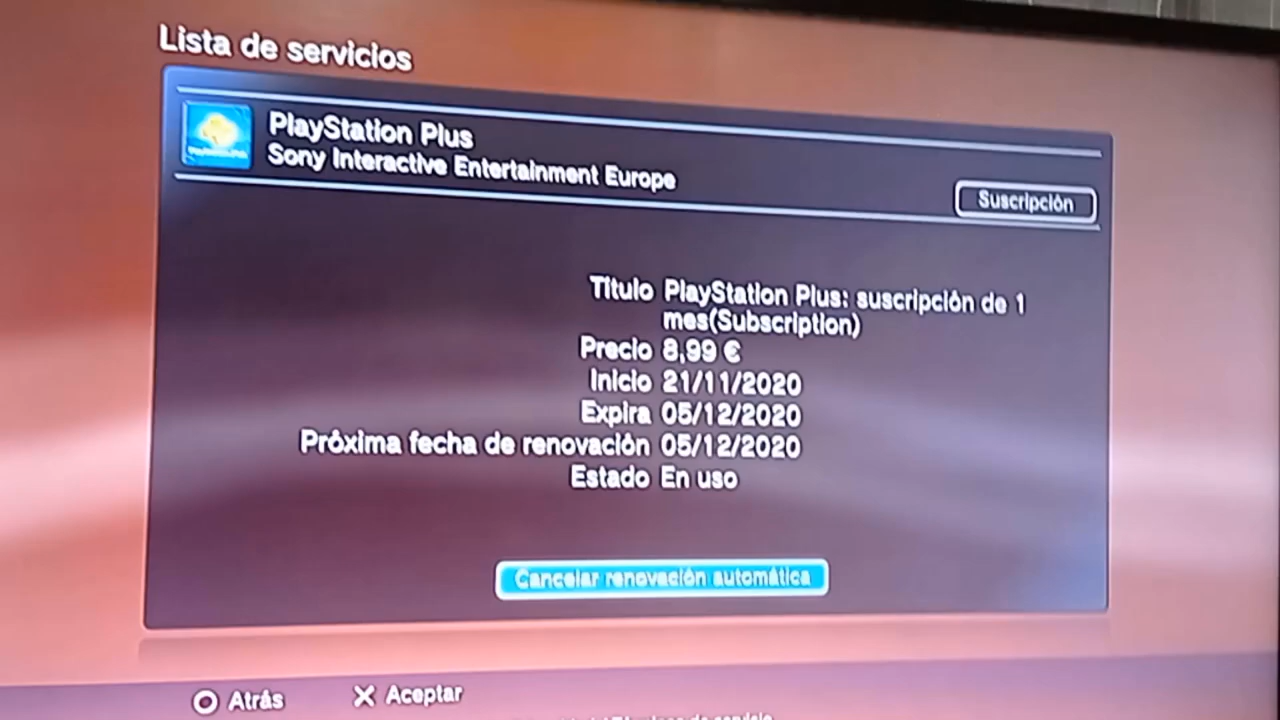 Lista de servicios
PlayStation Plus
Sony Interactive Entertainment Europe
Suscripción
Título PlayStation Plus: suscripción de 1
mes(Subscription)
Precio 8,99 €
Inicio 21/11/2020
Expira 05/12/2020
Próxima fecha de renovación 05/12/2020
Estado En uso
Cancelar renovación automática
Atrás
Aceptar
de servicio